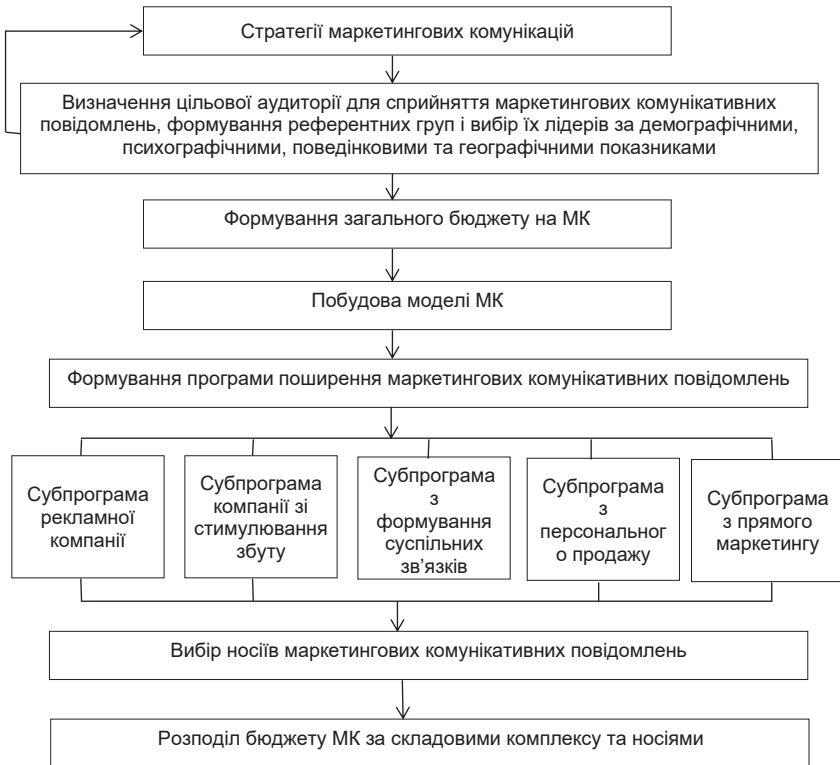 Стратегії маркетингових комунікацій
Визначення цільової аудиторії для сприйняття маркетингових комунікативних
повідомлень, формування референтних груп і вибір їх лідерів за демографічними,
психографічними, поведінковими та географічними показниками
Формування загального бюджету на МК
Побудова моделі МК
Формування програми поширення маркетингових комунікативних повідомлень
Субпрограма
рекламної
компанії
Субпрограма
компанії зі
стимулювання
збуту
Субпрограма
з
формування
суспільних
зв’язків
Субпрограма
з
персональног
о продажу
Субпрограма
з прямого
маркетингу
Вибір носіїв маркетингових комунікативних повідомлень
Розподіл бюджету МК за складовими комплексу та носіями